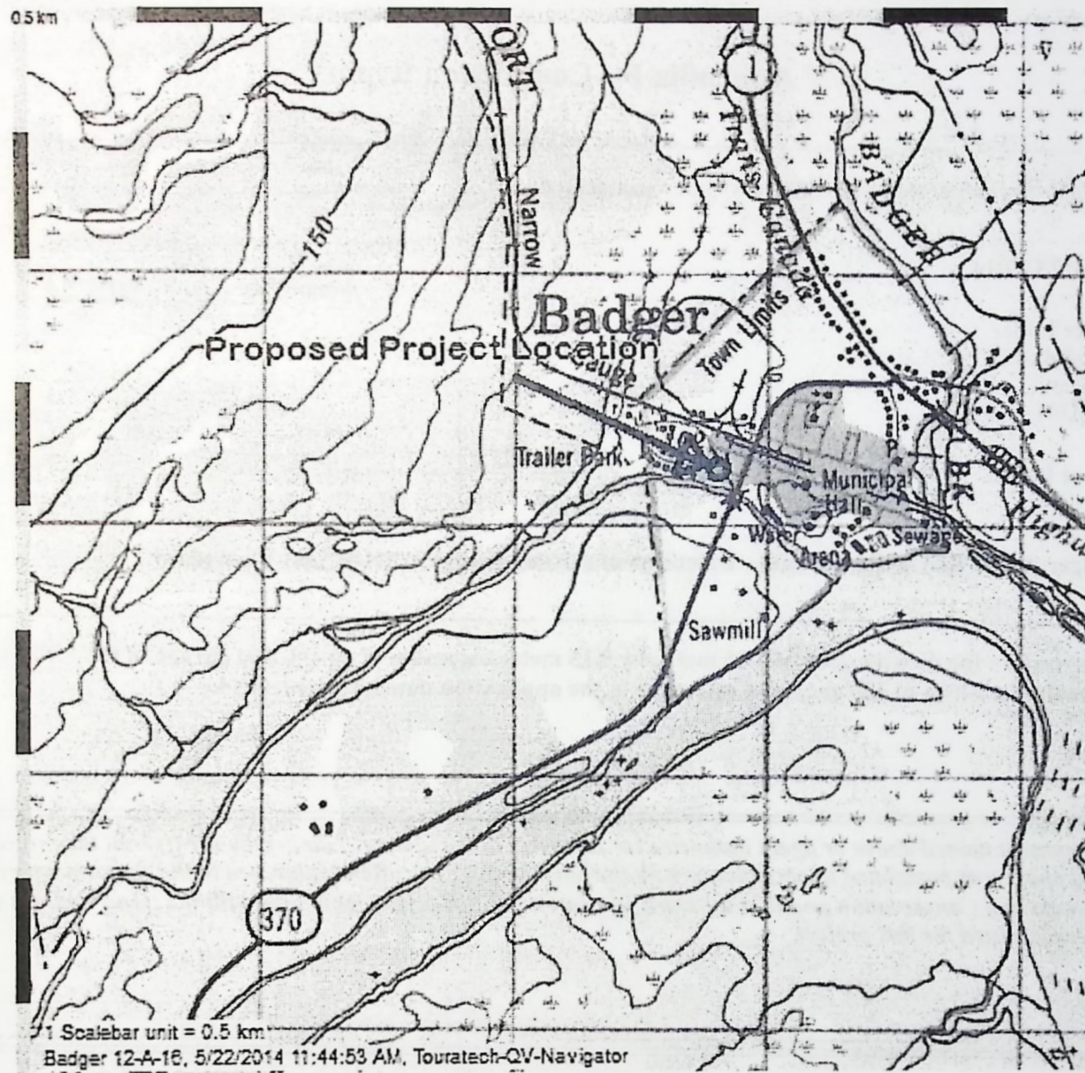 0.5 km
ORT
1
Trans Canada
BADGER
47
150
Narrow
Badger
Town Limits
Proposed Project Location
Gauge
Trailer Park
Municipal
Hall
BK
Water
Sewage
Arena
Sawmill
370
1 Scalebar unit = 0.5 km
Badger 12-A-16, 5/22/2014 11:44:53 AM, Touratech-QV-Navigator